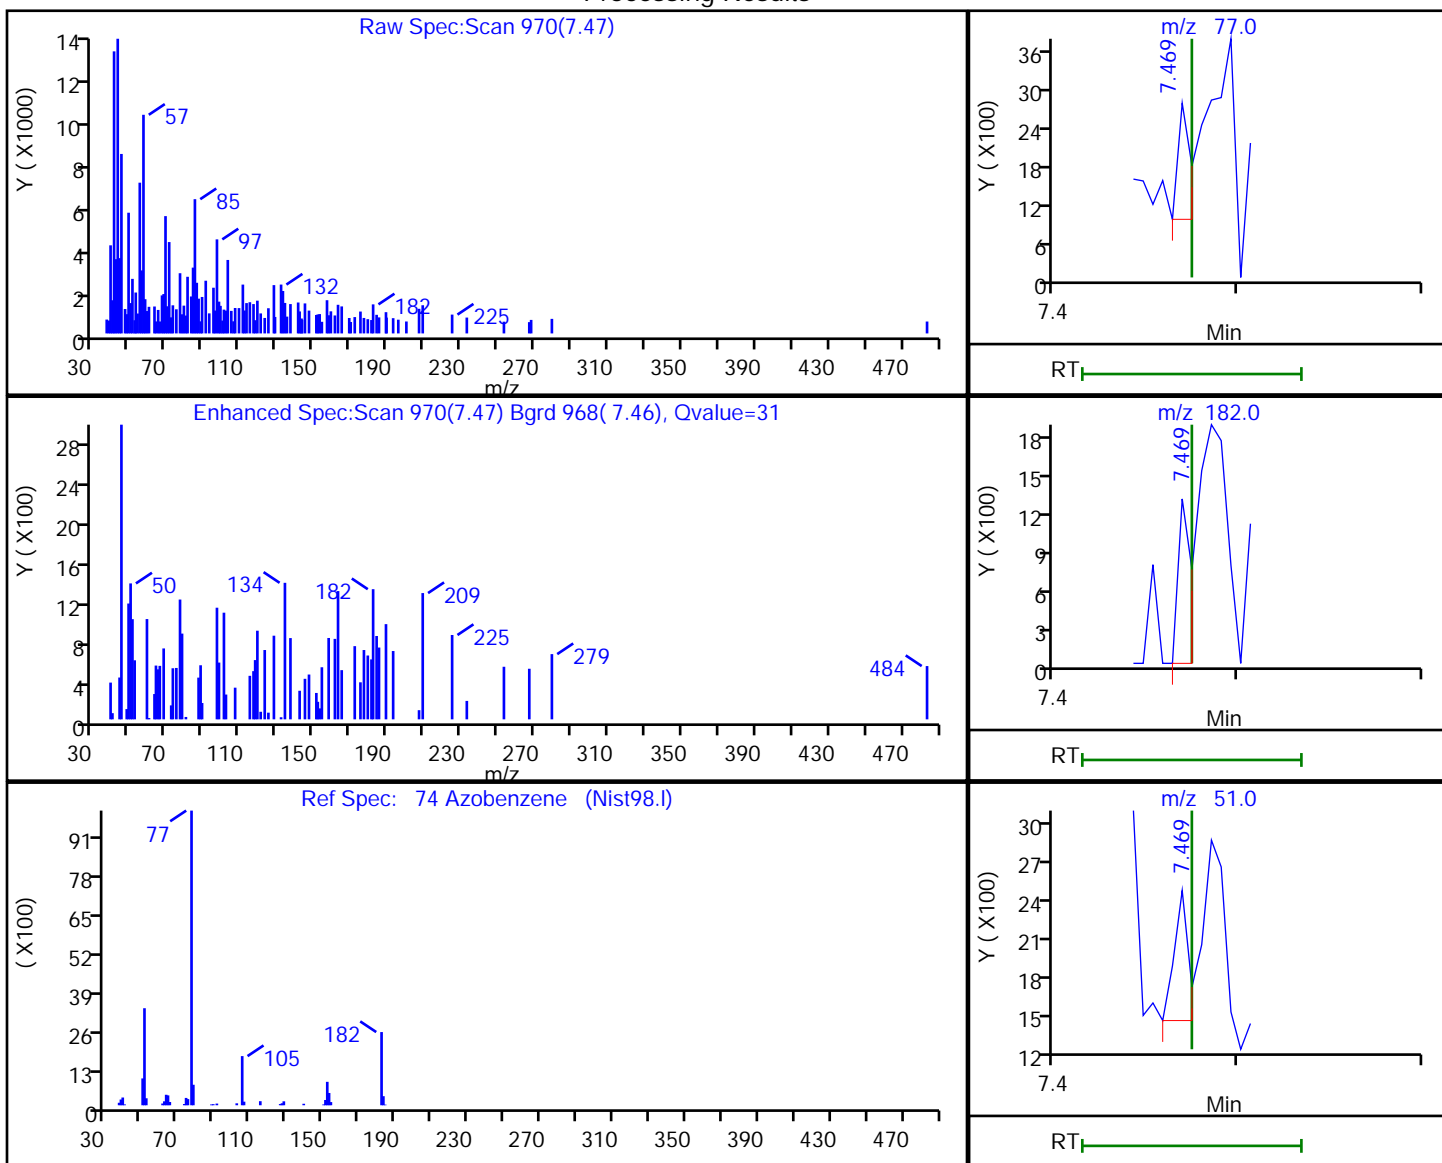 Processing Results
Raw Spec:Scan 970(7.47)
Y ( X1000)
14
12
10
8
6
4
2
0
57
85
97
132
182
225
30 70 110 150 190 230 270 310 350 390 430 470
m/z
m/z 77.0
Y ( X100)
36
30
24
18
12
6
0
7.469
7.4
Min
RT
Enhanced Spec:Scan 970(7.47) Bgrd 968( 7.46), Qvalue=31
Y ( X100)
28
24
20
16
12
8
4
0
50
134
182
209
225
279
484
30 70 110 150 190 230 270 310 350 390 430 470
m/z
m/z 182.0
Y ( X100)
18
15
12
9
6
3
0
7.469
7.4
Min
RT
Ref Spec: 74 Azobenzene (Nist98.l)
( X100)
91
78
65
52
39
26
13
0
77
105
182
30 70 110 150 190 230 270 310 350 390 430 470
m/z 51.0
Y ( X100)
30
27
24
21
18
15
12
7.469
7.4
Min
RT